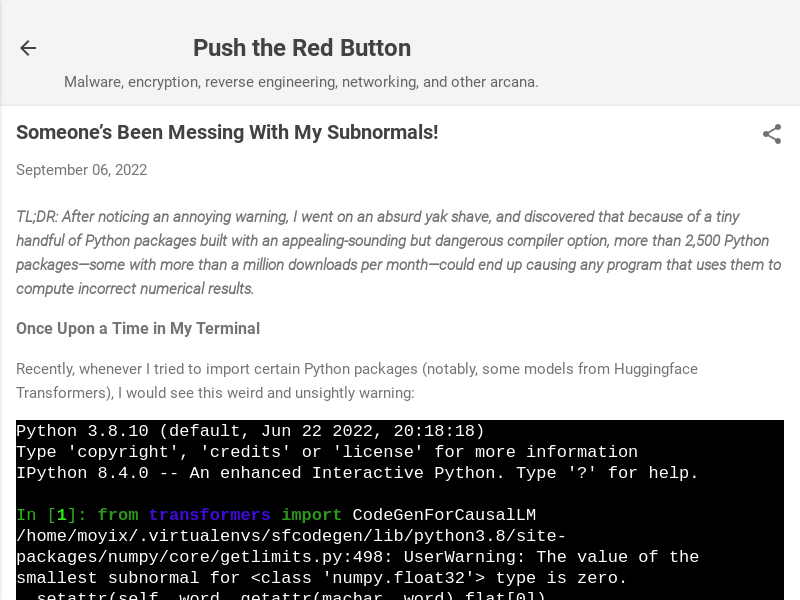 Push the Red Button
Malware, encryption, reverse engineering, networking, and other arcana.
Someone’s Been Messing With My Subnormals!
September 06, 2022
TL;DR: After noticing an annoying warning, I went on an absurd yak shave, and discovered that because of a tiny
handful of Python packages built with an appealing-sounding but dangerous compiler option, more than 2,500 Python
packages—some with more than a million downloads per month—could end up causing any program that uses them to
compute incorrect numerical results.
Once Upon a Time in My Terminal
Recently, whenever I tried to import certain Python packages (notably, some models from Huggingface
Transformers), I would see this weird and unsightly warning:
Python 3.8.10 (default, Jun 22 2022, 20:18:18)
Type 'copyright', 'credits' or 'license' for more information
IPython 8.4.0 -- An enhanced Interactive Python. Type '?' for help.
In [1]: from transformers import CodeGenForCausalLM
/home/moyix/.virtualenvs/sfcodegen/lib/python3.8/site-
packages/numpy/core/getlimits.py:498: UserWarning: The value of the
smallest subnormal for <class 'numpy.float32'> type is zero.
setattr(self, word, getattr(machar, word).flat[0])